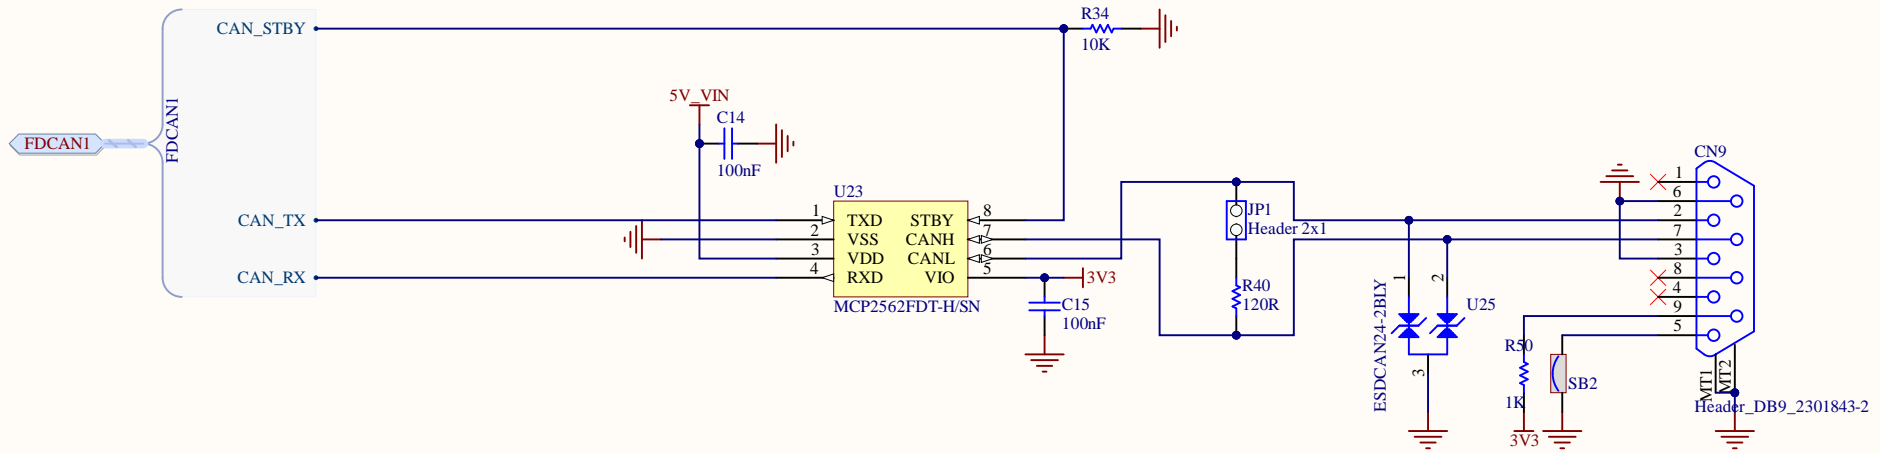 CAN_STBY
R34
10K
5V_VIN
C14
100nF
FDCAN1
FDCAN1
CAN_TX
CAN_RX
U23
1 TXD STBY 8
2 VSS CANH 7
3 VDD CANL 6
4 RXD VIO 5
MCP2562FDT-H/SN
3V3
C15
100nF
JP1
Header 2x1
R40
120R
1
2
3
ESDCAN24-2BLY
U25
CN9
1
6
2
7
3
8
4
9
5
R50
1K
3V3
SB2
MT1
MT2
Header_DB9_2301843-2